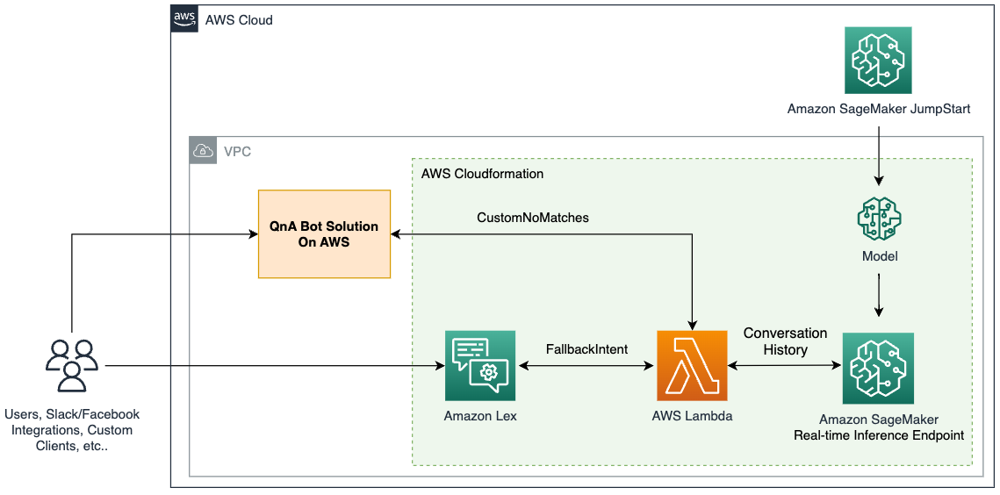 aws
AWS Cloud
Amazon SageMaker JumpStart
VPC
AWS Cloudformation
QnA Bot Solution
On AWS
CustomNoMatches
Model
Users, Slack/Facebook
Integrations, Custom
Clients, etc..
Amazon Lex
FallbackIntent
AWS Lambda
Conversation
History
Amazon SageMaker
Real-time Inference Endpoint